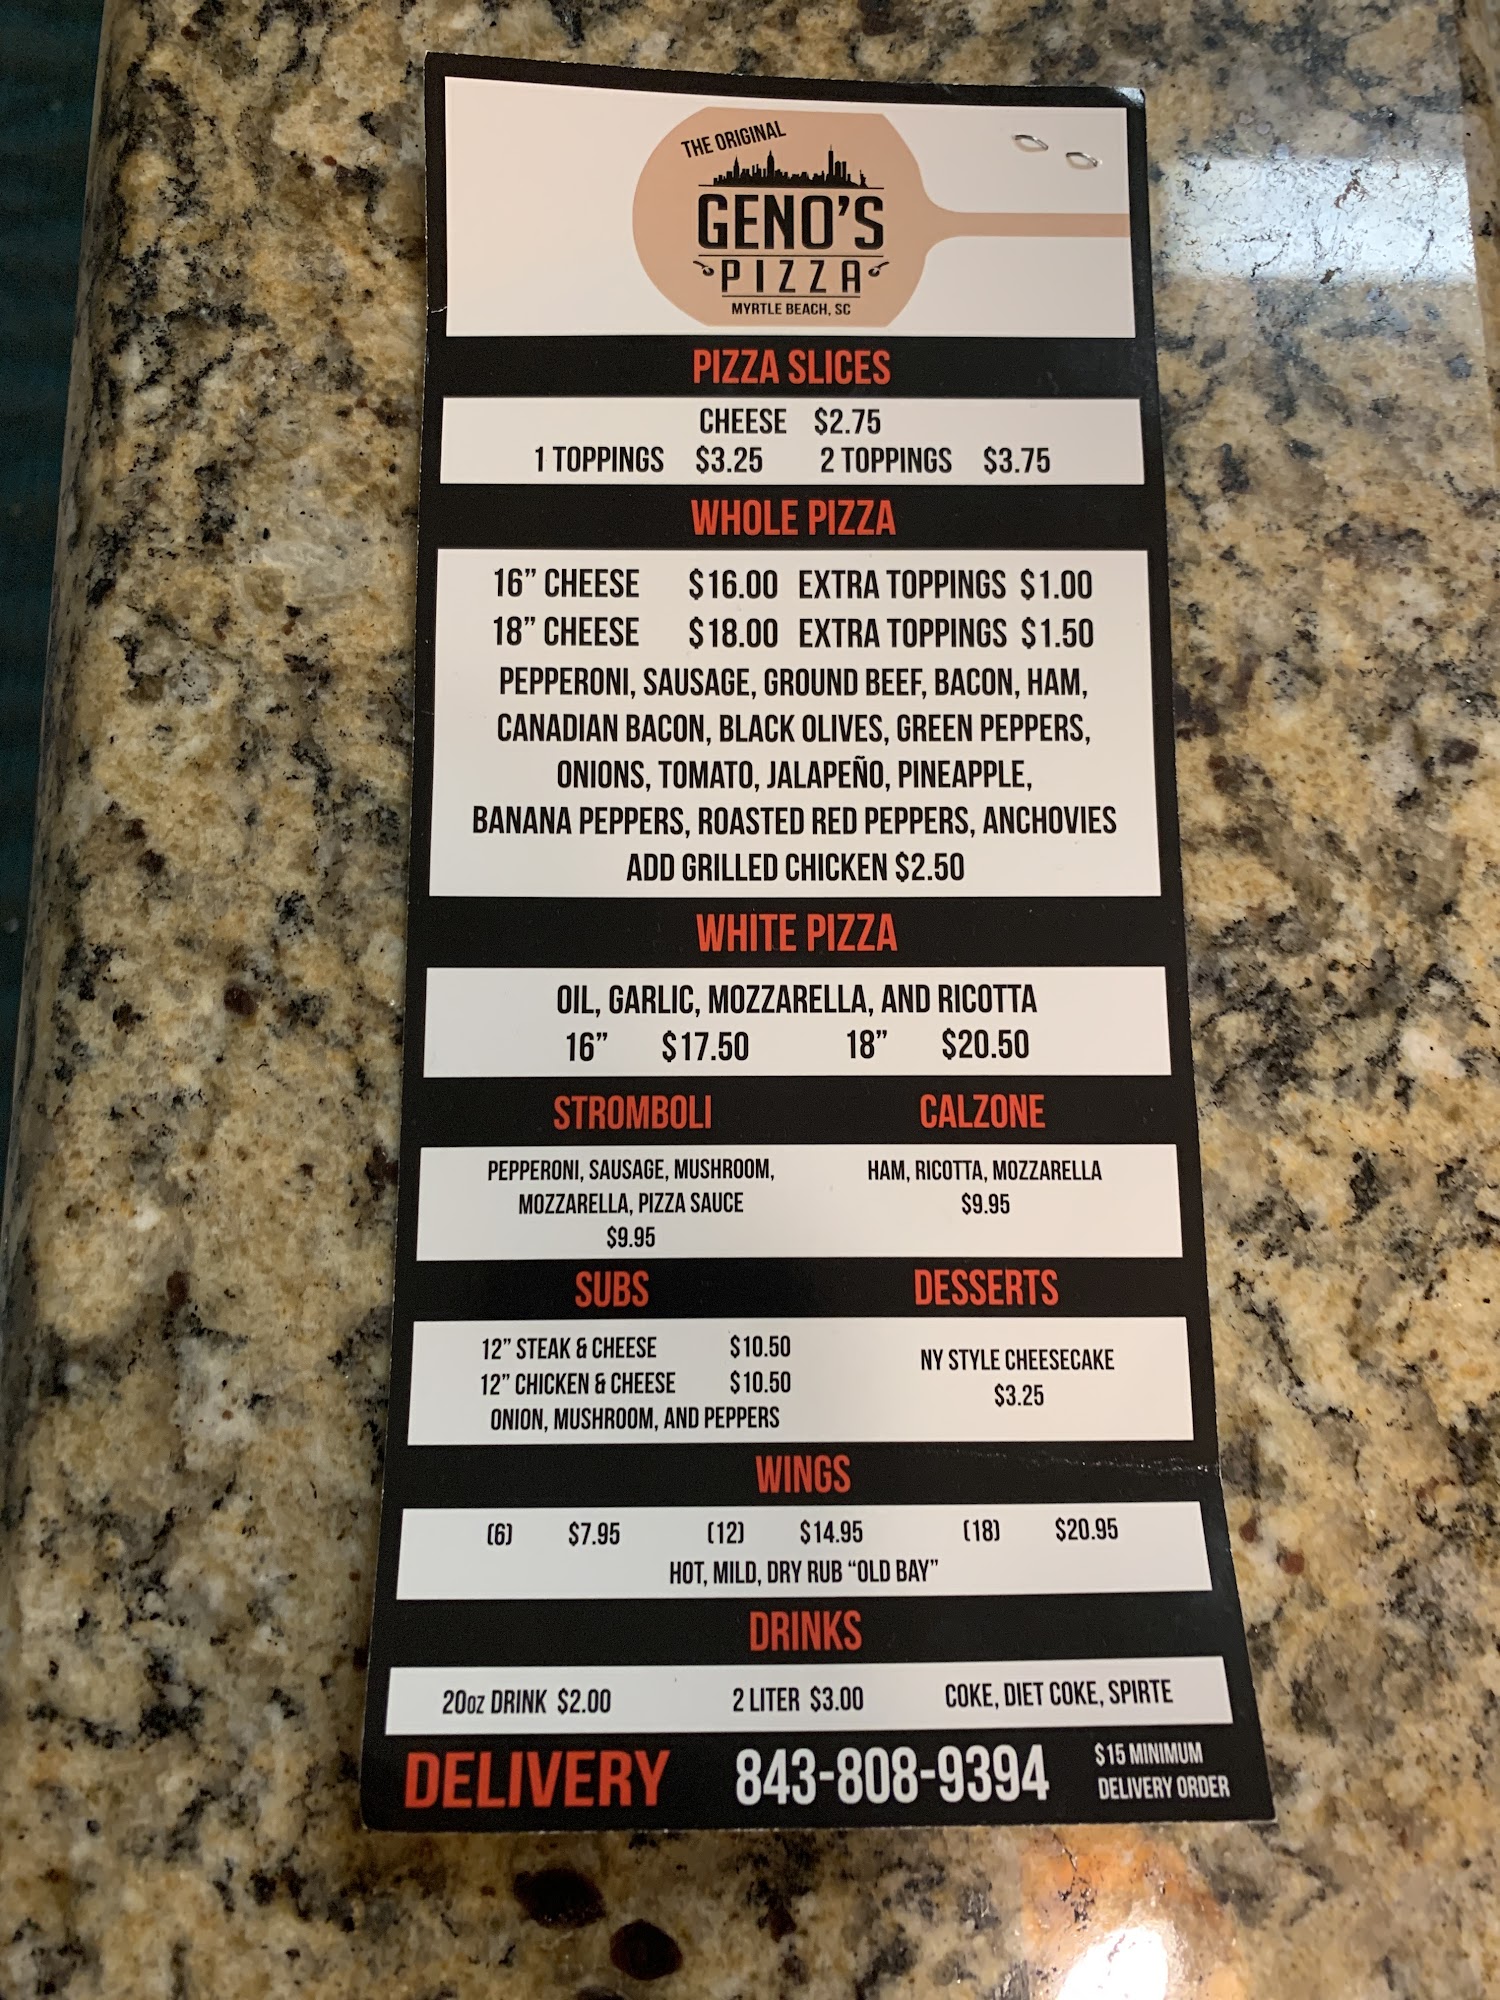 THE ORIGINAL
GENO'S
PIZZA
MYRTLE BEACH, SC
PIZZA SLICES
CHEESE $2.75
1 TOPPINGS $3.25 2 TOPPINGS $3.75
WHOLE PIZZA
16” CHEESE $16.00 EXTRA TOPPINGS $1.00
18” CHEESE $18.00 EXTRA TOPPINGS $1.50
PEPPERONI, SAUSAGE, GROUND BEEF, BACON, HAM,
CANADIAN BACON, BLACK OLIVES, GREEN PEPPERS,
ONIONS, TOMATO, JALAPEÑO, PINEAPPLE,
BANANA PEPPERS, ROASTED RED PEPPERS, ANCHOVIES
ADD GRILLED CHICKEN $2.50
WHITE PIZZA
OIL, GARLIC, MOZZARELLA, AND RICOTTA
16” $17.50 18” $20.50
STROMBOLI
PEPPERONI, SAUSAGE, MUSHROOM,
MOZZARELLA, PIZZA SAUCE
$9.95
CALZONE
HAM, RICOTTA, MOZZARELLA
$9.95
SUBS
12” STEAK & CHEESE $10.50
12” CHICKEN & CHEESE $10.50
ONION, MUSHROOM, AND PEPPERS
DESSERTS
NY STYLE CHEESECAKE
$3.25
WINGS
(6) $7.95 (12) $14.95 (18) $20.95
HOT, MILD, DRY RUB “OLD BAY”
DRINKS
20oz DRINK $2.00 2 LITER $3.00 COKE, DIET COKE, SPIRTE
DELIVERY 843-808-9394
$15 MINIMUM
DELIVERY ORDER